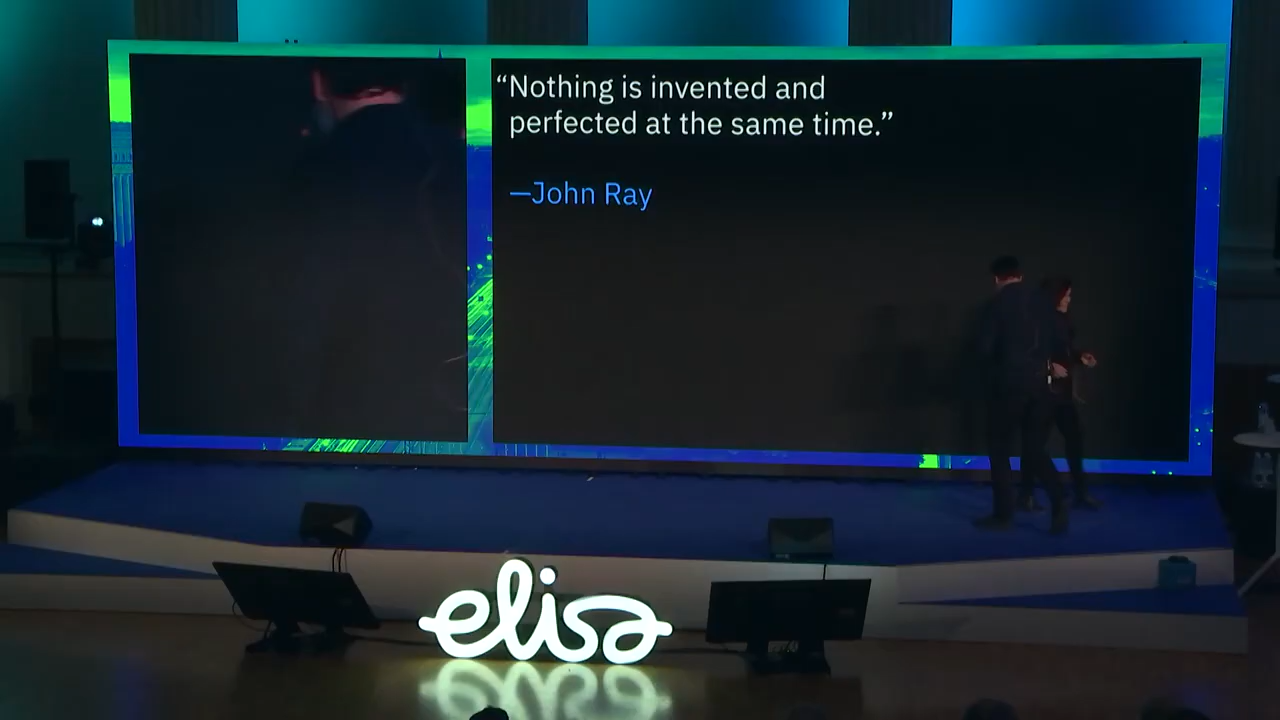 “Nothing is invented and
perfected at the same time.”
—John Ray
elisa